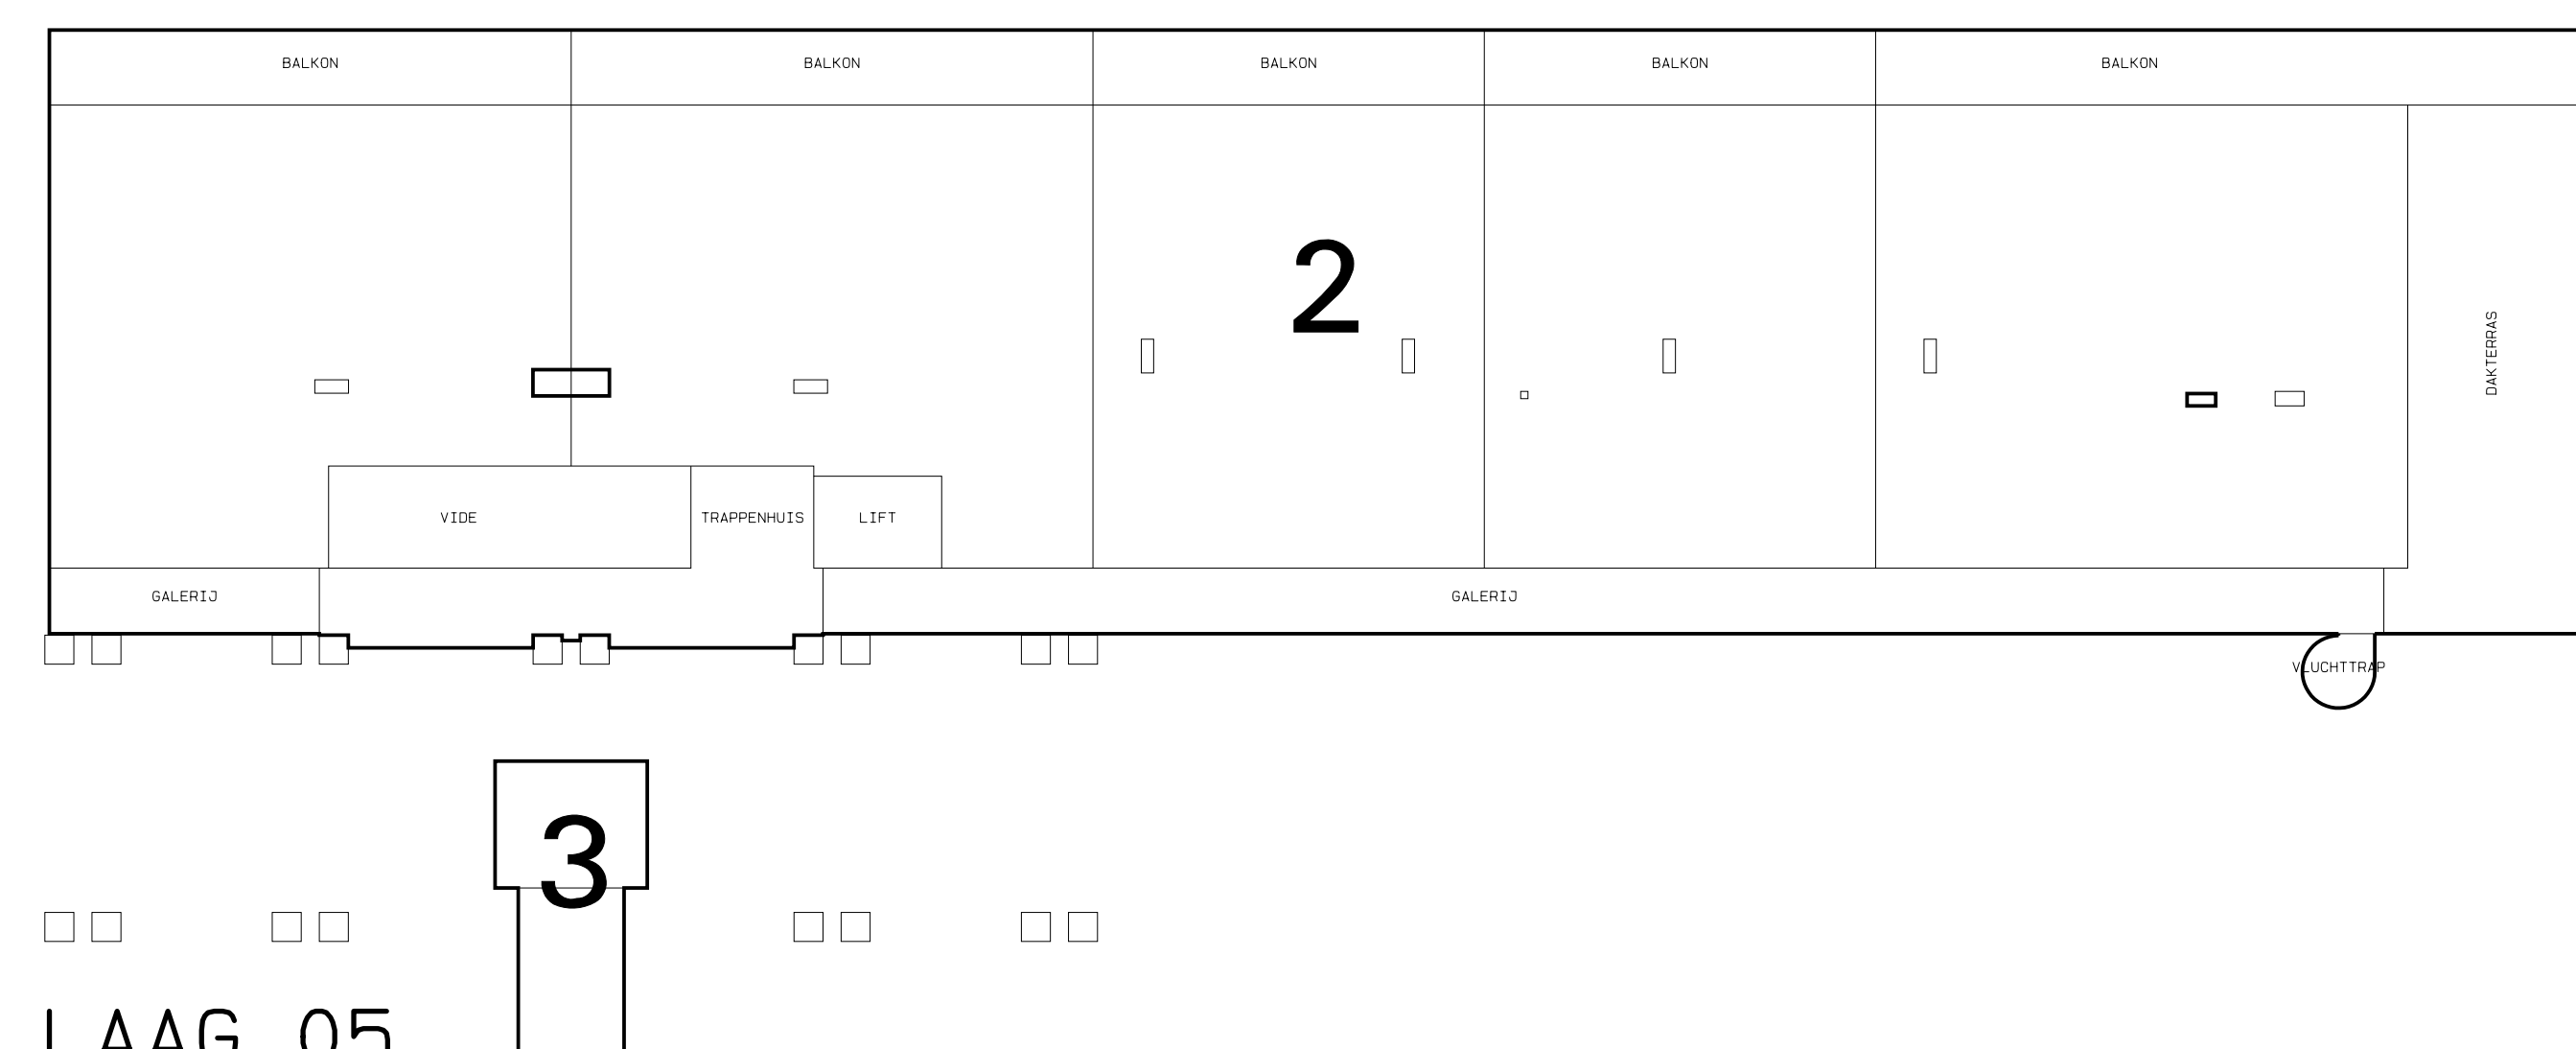 BALKON
BALKON
BALKON
BALKON
BALKON
2
DAKTERRAS
VIDE
TRAPPENHUIS
LIFT
GALERIJ
GALERIJ
VLUCHTTRAP
3
LAAG 05